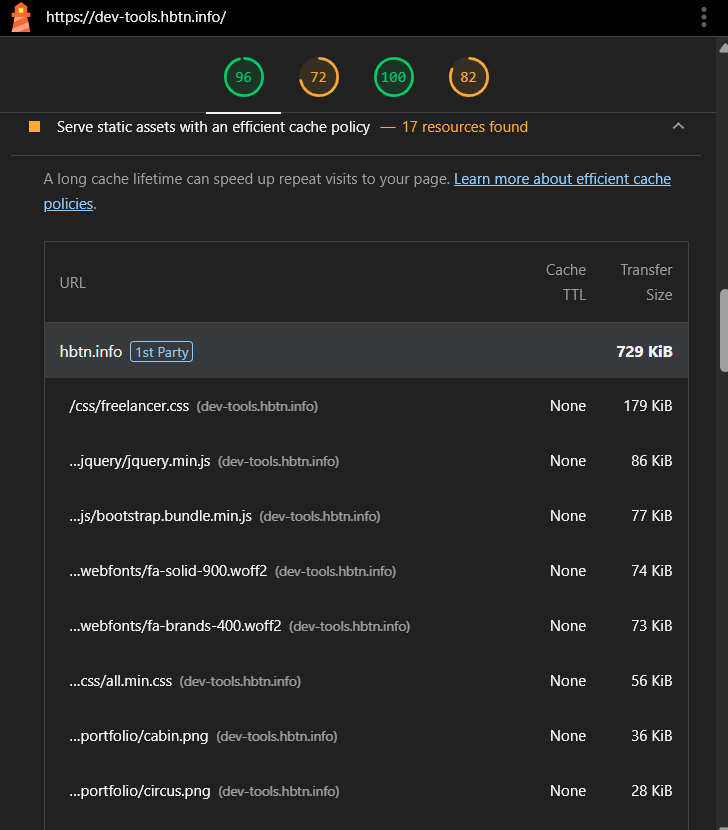 https://dev-tools.hbtn.info/
96 72 100 82
Serve static assets with an efficient cache policy — 17 resources found
A long cache lifetime can speed up repeat visits to your page. Learn more about efficient cache
policies.
URL Cache TTL Transfer Size
hbtn.info 1st Party 729 KiB
/css/freelancer.css (dev-tools.hbtn.info) None 179 KiB
…jquery/jquery.min.js (dev-tools.hbtn.info) None 86 KiB
…js/bootstrap.bundle.min.js (dev-tools.hbtn.info) None 77 KiB
…webfonts/fa-solid-900.woff2 (dev-tools.hbtn.info) None 74 KiB
…webfonts/fa-brands-400.woff2 (dev-tools.hbtn.info) None 73 KiB
…css/all.min.css (dev-tools.hbtn.info) None 56 KiB
…portfolio/cabin.png (dev-tools.hbtn.info) None 36 KiB
…portfolio/circus.png (dev-tools.hbtn.info) None 28 KiB